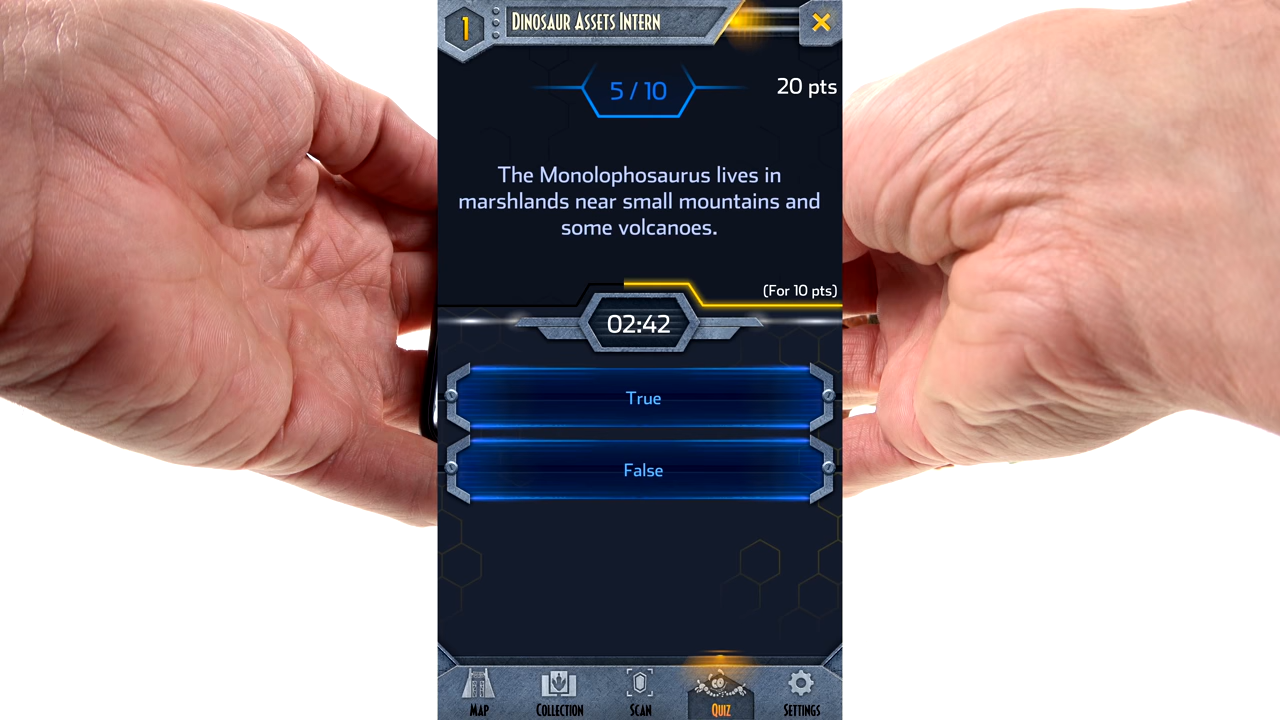 1
Dinosaur Assets Intern
5 / 10
20 pts
The Monolophosaurus lives in
marshlands near small mountains and
some volcanoes.
(For 10 pts)
02:42
True
False
Map
Collection
Scan
Quiz
Settings